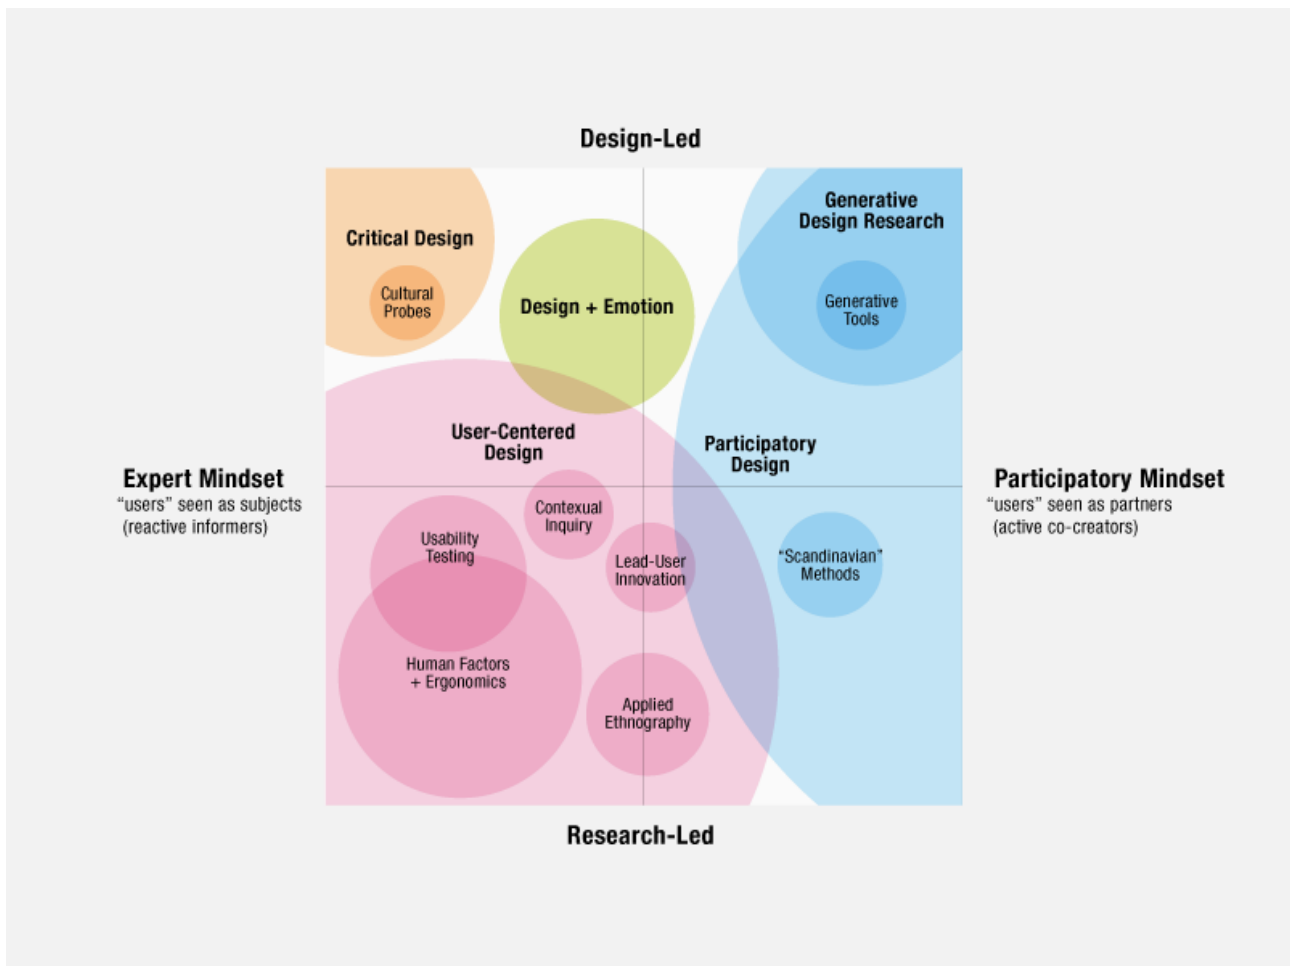 Design-Led
Generative
Design Research
Critical Design
Cultural
Probes
Design + Emotion
Generative
Tools
User-Centered
Design
Participatory
Design
Expert Mindset
“users” seen as subjects
(reactive informers)
Participatory Mindset
“users” seen as partners
(active co-creators)
Contexual
Inquiry
Usability
Testing
Lead-User
Innovation
“Scandinavian”
Methods
Human Factors
+ Ergonomics
Applied
Ethnography
Research-Led